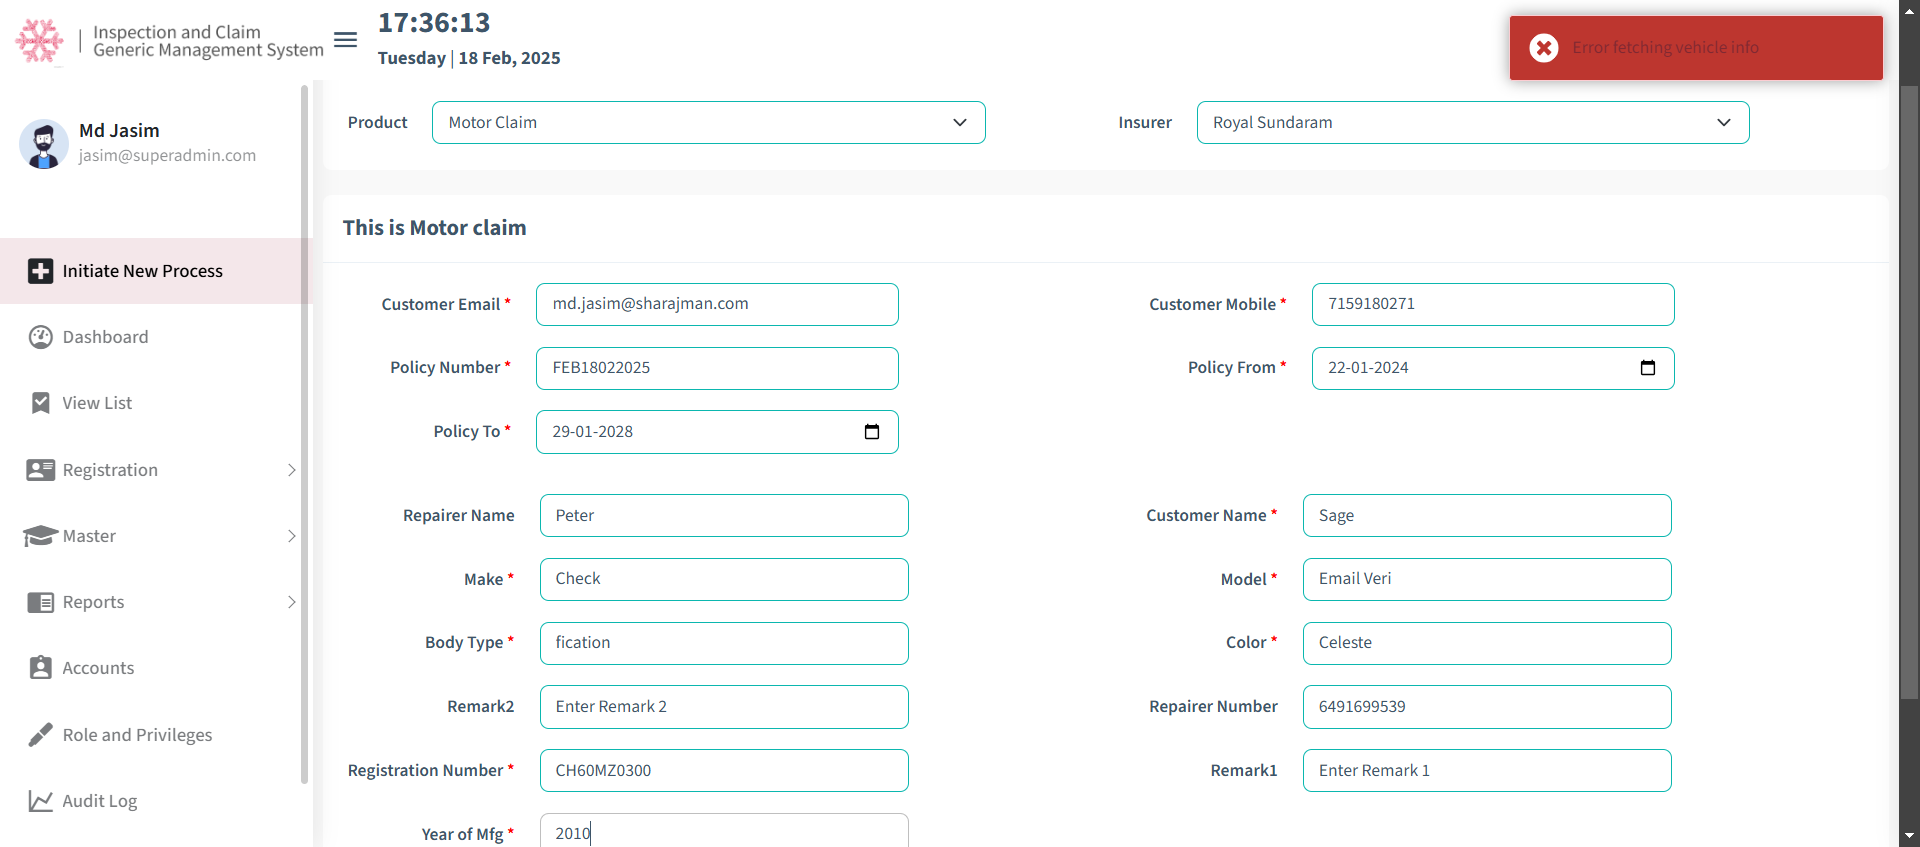 Inspection and Claim
Generic Management System
17:36:13
Tuesday | 18 Feb, 2025
Error fetching vehicle info
Md Jasim
jasim@superadmin.com
Initiate New Process
Dashboard
View List
Registration
Master
Reports
Accounts
Role and Privileges
Audit Log
Product Motor Claim Insurer Royal Sundaram
This is Motor claim
Customer Email * md.jasim@sharajman.com Customer Mobile * 7159180271
Policy Number * FEB18022025 Policy From * 22-01-2024
Policy To * 29-01-2028
Repairer Name Peter Customer Name * Sage
Make * Check Model * Email Veri
Body Type * fication Color * Celeste
Remark2 Enter Remark 2 Repairer Number 6491699539
Registration Number * CH60MZ0300 Remark1 Enter Remark 1
Year of Mfg * 2010